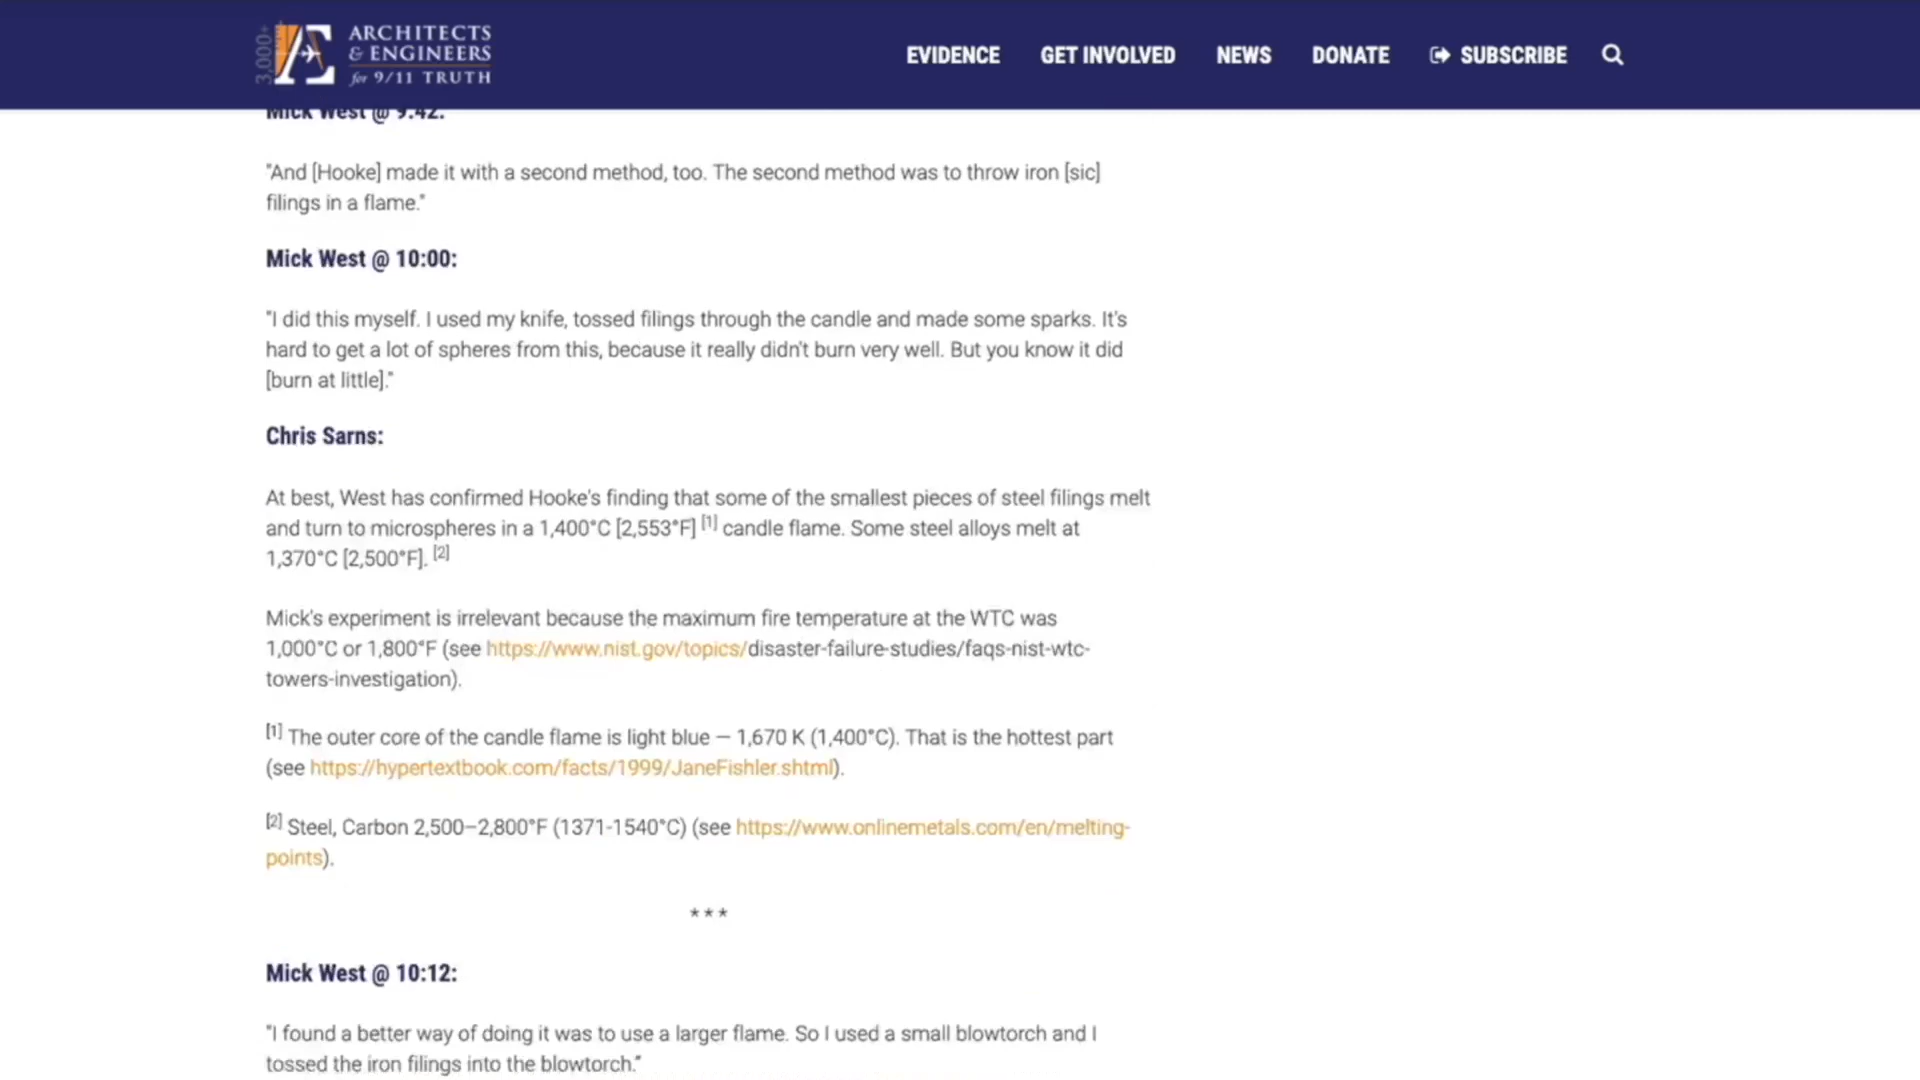 3,000+
ARCHITECTS
& ENGINEERS
for 9/11 TRUTH
EVIDENCE GET INVOLVED NEWS DONATE SUBSCRIBE
Mick West @ 9:42:
"And [Hooke] made it with a second method, too. The second method was to throw iron [sic]
filings in a flame."
Mick West @ 10:00:
"I did this myself. I used my knife, tossed filings through the candle and made some sparks. It's
hard to get a lot of spheres from this, because it really didn't burn very well. But you know it did
[burn at little]."
Chris Sarns:
At best, West has confirmed Hooke's finding that some of the smallest pieces of steel filings melt
and turn to microspheres in a 1,400°C [2,553°F] [1] candle flame. Some steel alloys melt at
1,370°C [2,500°F]. [2]
Mick's experiment is irrelevant because the maximum fire temperature at the WTC was
1,000°C or 1,800°F (see https://www.nist.gov/topics/disaster-failure-studies/faqs-nist-wtc-
towers-investigation).
[1] The outer core of the candle flame is light blue — 1,670 K (1,400°C). That is the hottest part
(see https://hypertextbook.com/facts/1999/JaneFishler.shtml).
[2] Steel, Carbon 2,500–2,800°F (1371-1540°C) (see https://www.onlinemetals.com/en/melting-
points).
***
Mick West @ 10:12:
"I found a better way of doing it was to use a larger flame. So I used a small blowtorch and I
tossed the iron filings into the blowtorch."